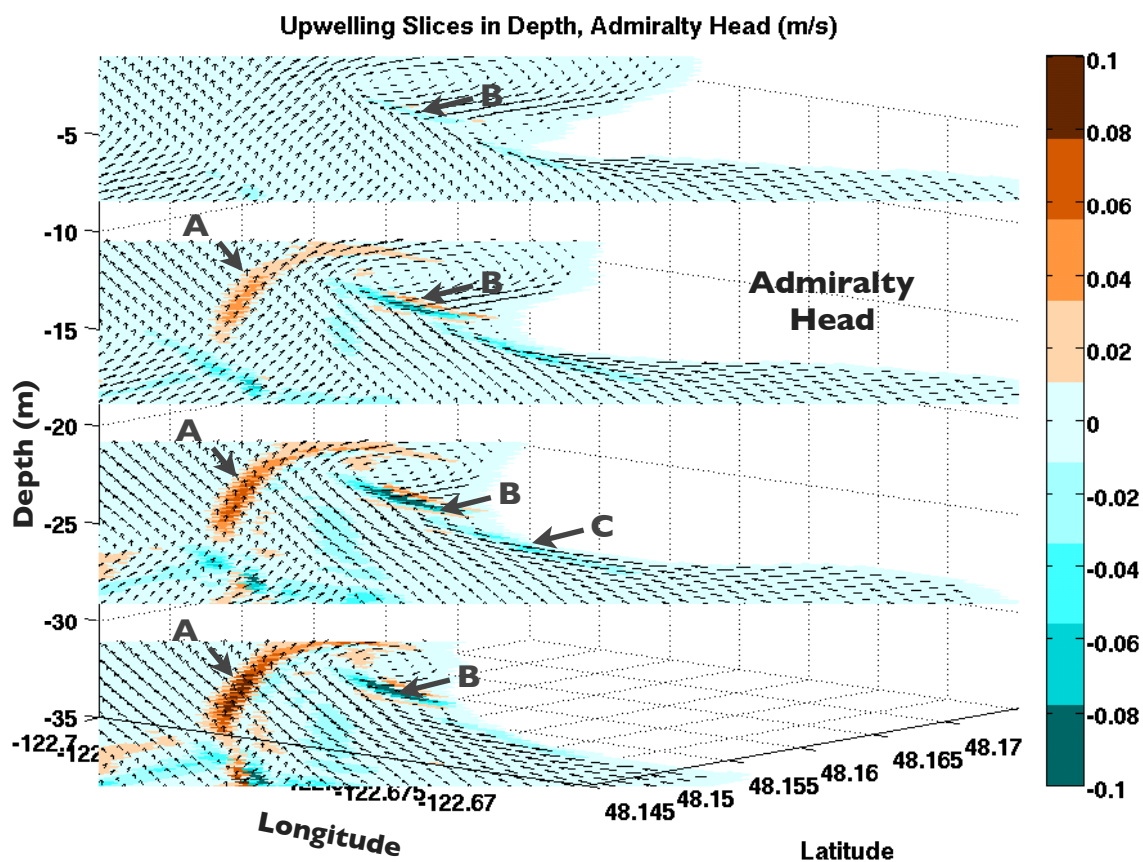 Upwelling Slices in Depth, Admiralty Head (m/s)
0.1
B
0.08
-5
0.06
A
-10
0.04
B
Admiralty
Head
-15
0.02
Depth (m)
-20
0
A
B
C
-0.02
-25
-0.04
-30
A
B
-0.06
-35
-0.08
-122.7
48.17
48.165
48.16
48.155
48.15
48.145
-0.1
-122.675
-122.67
Longitude
Latitude